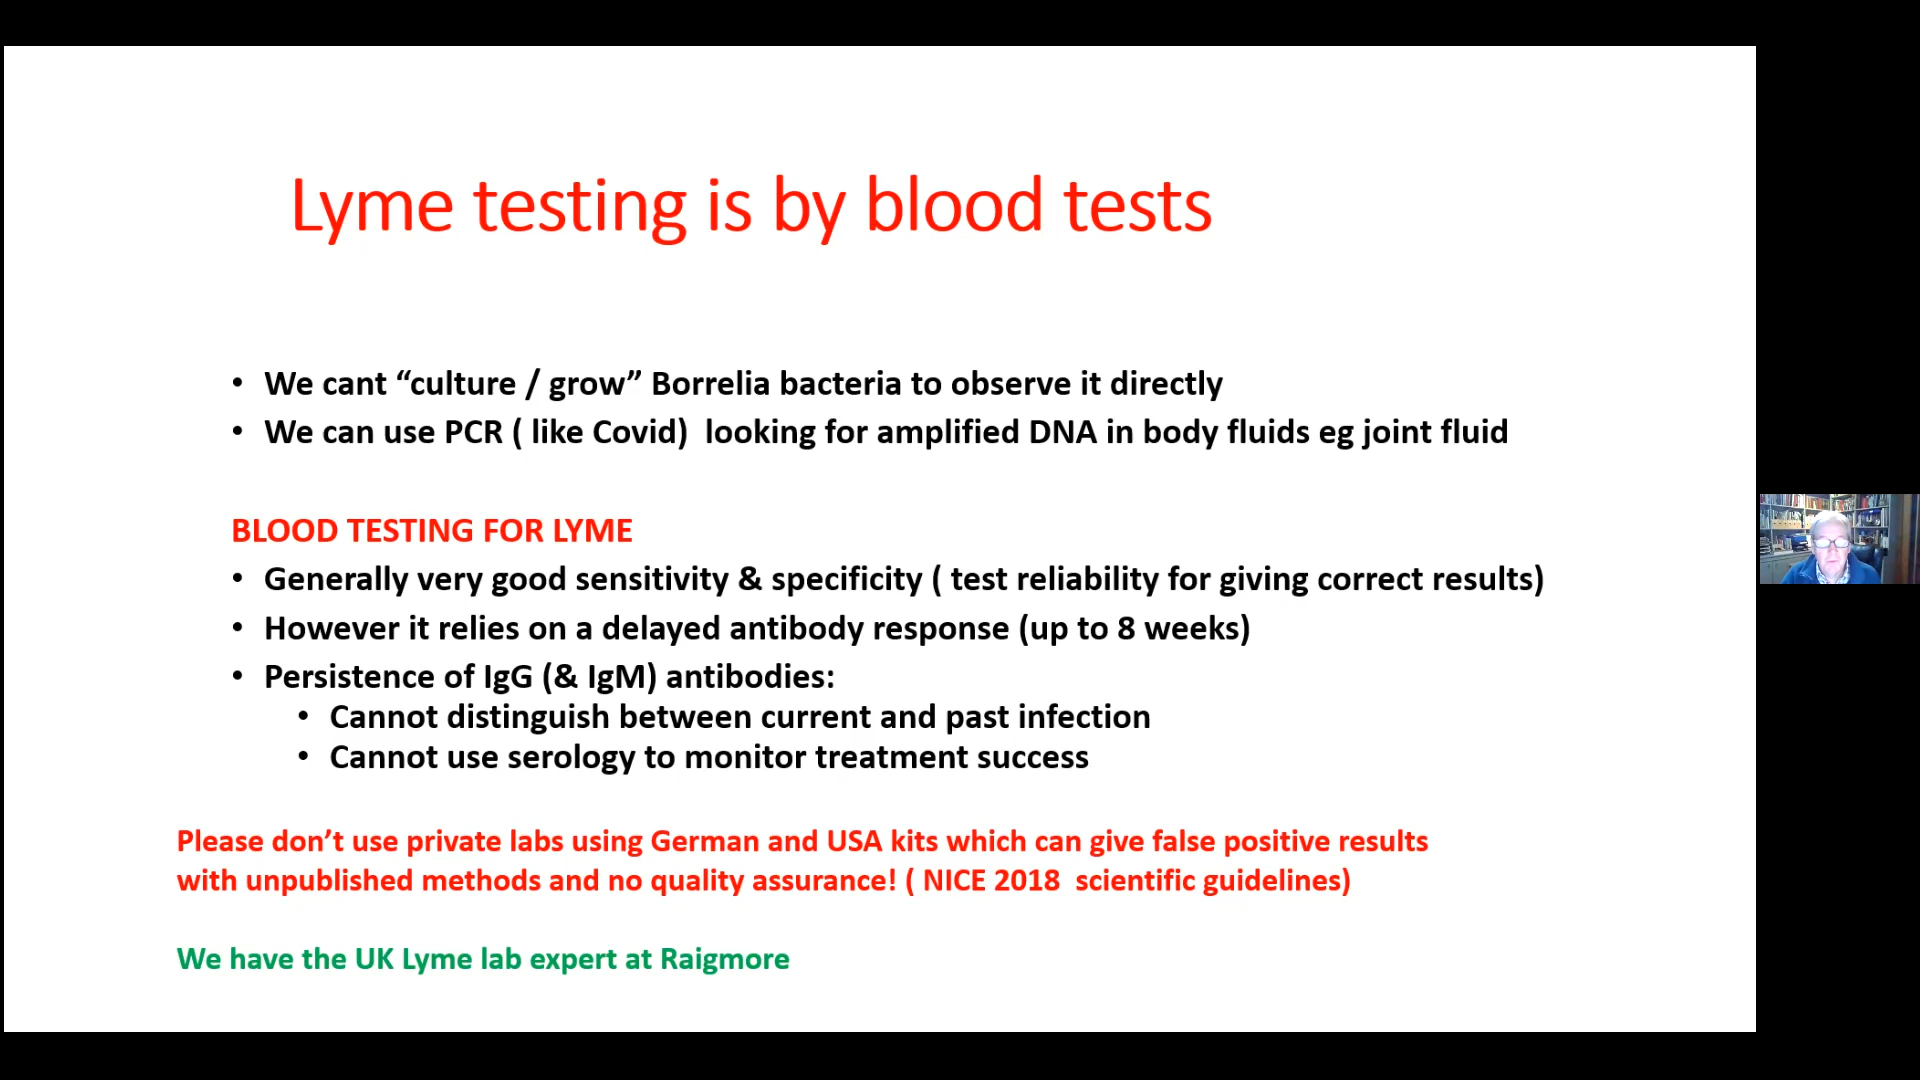 Lyme testing is by blood tests
• We cant “culture / grow” Borrelia bacteria to observe it directly
• We can use PCR ( like Covid)  looking for amplified DNA in body fluids eg joint fluid
BLOOD TESTING FOR LYME
• Generally very good sensitivity & specificity ( test reliability for giving correct results)
• However it relies on a delayed antibody response (up to 8 weeks)
• Persistence of IgG (& IgM) antibodies:
• Cannot distinguish between current and past infection
• Cannot use serology to monitor treatment success
Please don’t use private labs using German and USA kits which can give false positive results
with unpublished methods and no quality assurance! ( NICE 2018  scientific guidelines)
We have the UK Lyme lab expert at Raigmore